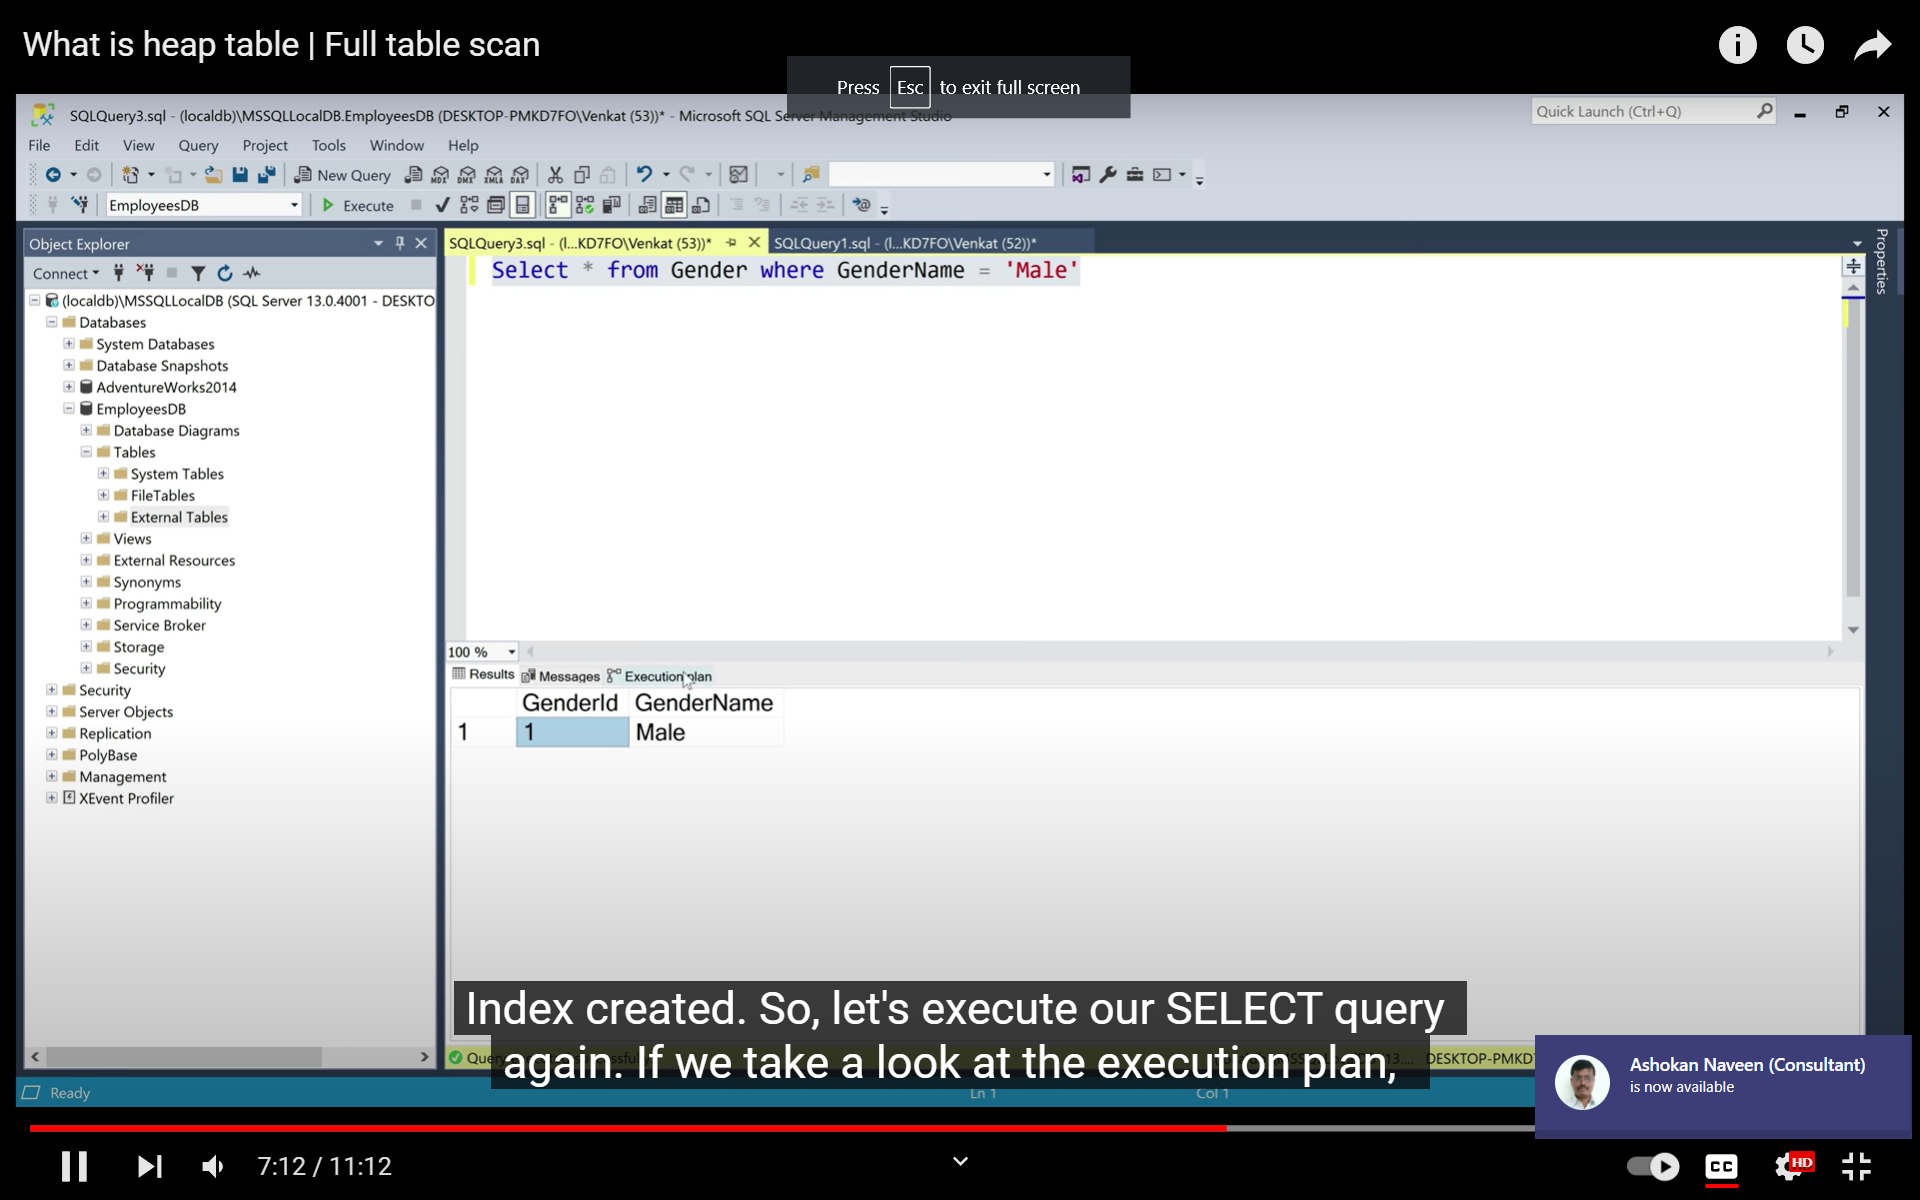 What is heap table | Full table scan
Press Esc to exit full screen
SQLQuery3.sql - (localdb)\MSSQLLocalDB.EmployeesDB (DESKTOP-PMKD7FO\Venkat (53))* - Microsoft SQL Server Management Studio
Quick Launch (Ctrl+Q)
File Edit View Query Project Tools Window Help
New Query MDX DMX XMLA DAX
EmployeesDB Execute
Object Explorer
Connect
(localdb)\MSSQLLocalDB (SQL Server 13.0.4001 - DESKTO
Databases
System Databases
Database Snapshots
AdventureWorks2014
EmployeesDB
Database Diagrams
Tables
System Tables
FileTables
External Tables
Views
External Resources
Synonyms
Programmability
Service Broker
Storage
Security
Security
Server Objects
Replication
PolyBase
Management
XEvent Profiler
SQLQuery3.sql - (l...KD7FO\Venkat (53))* SQLQuery1.sql - (l...KD7FO\Venkat (52))*
Properties
Select * from Gender where GenderName = 'Male'
100 %
Results Messages Execution plan
GenderId GenderName
1 1 Male
Index created. So, let's execute our SELECT query
again. If we take a look at the execution plan,
DESKTOP-PMKD
Ready Ln 1 Col 1
Ashokan Naveen (Consultant)
is now available
7:12 / 11:12
CC HD